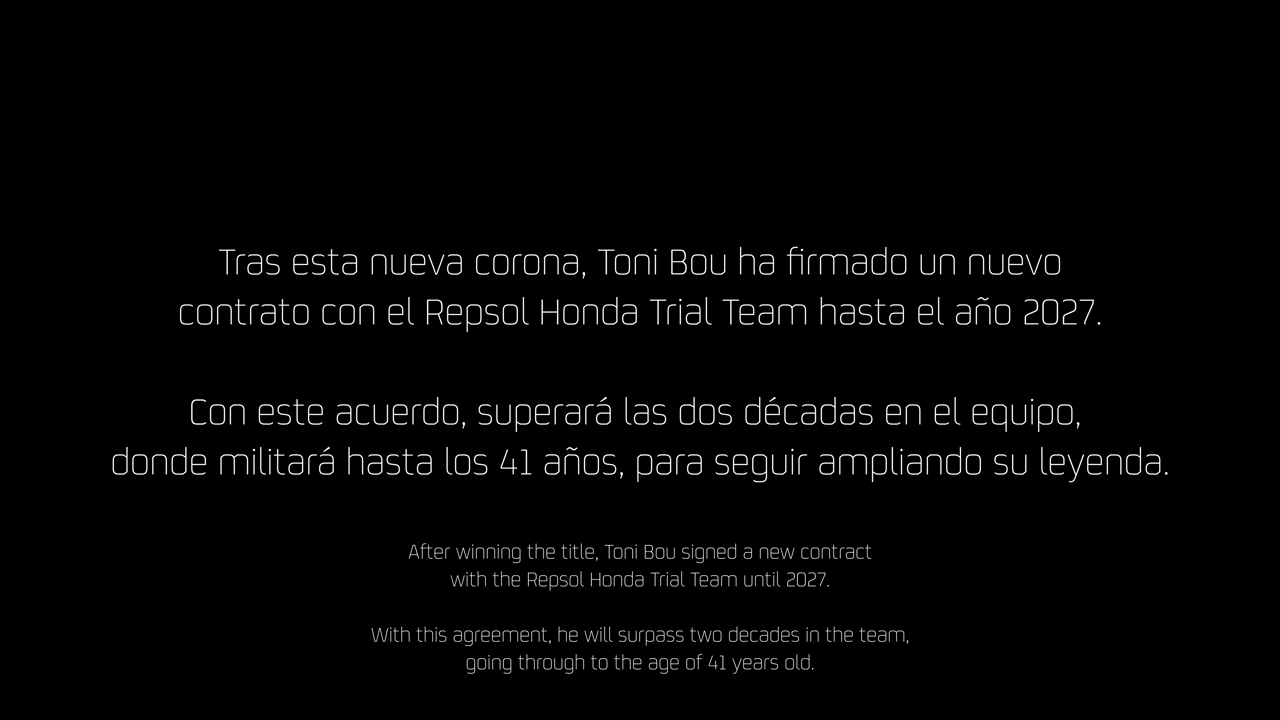 Tras esta nueva corona, Toni Bou ha firmado un nuevo
contrato con el Repsol Honda Trial Team hasta el año 2027.
Con este acuerdo, superará las dos décadas en el equipo,
donde militará hasta los 41 años, para seguir ampliando su leyenda.
After winning the title, Toni Bou signed a new contract
with the Repsol Honda Trial Team until 2027.
With this agreement, he will surpass two decades in the team,
going through to the age of 41 years old.